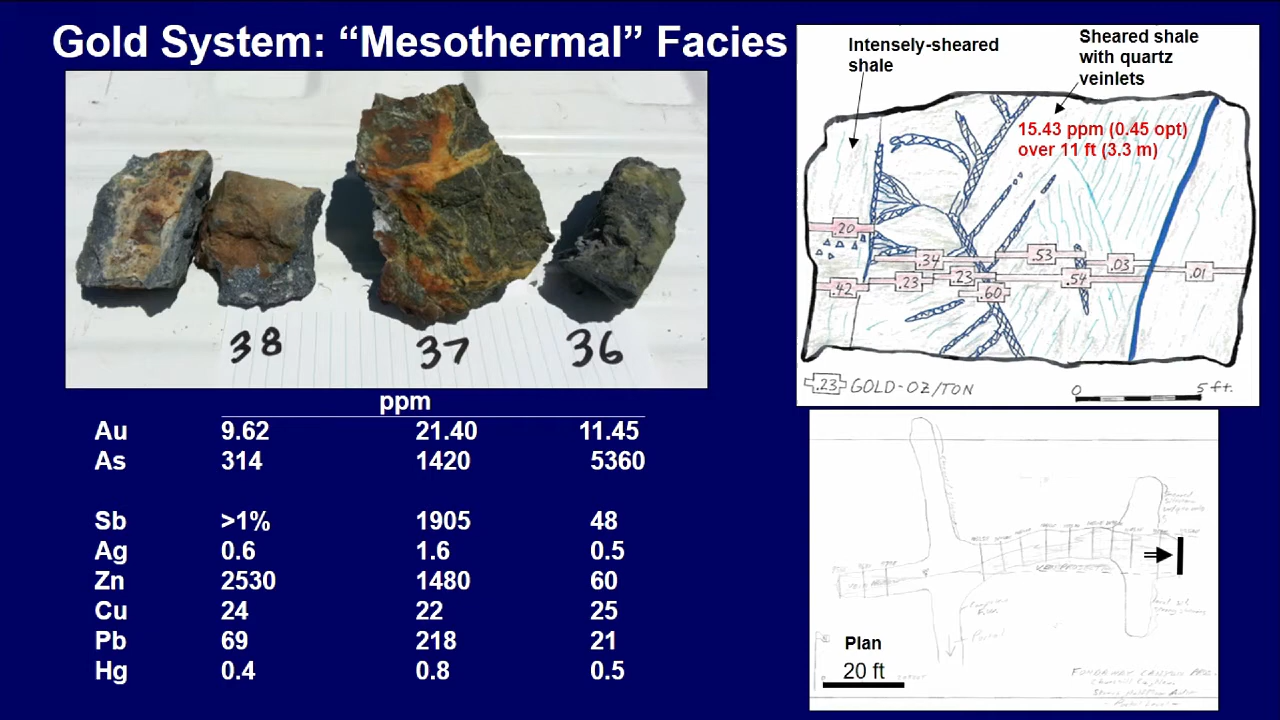 Gold System: “Mesothermal” Facies
38
37
36
ppm
Au 9.62 21.40 11.45
As 314 1420 5360
Sb >1% 1905 48
Ag 0.6 1.6 0.5
Zn 2530 1480 60
Cu 24 22 25
Pb 69 218 21
Hg 0.4 0.8 0.5
Intensely-sheared
shale
Sheared shale
with quartz
veinlets
15.43 ppm (0.45 opt)
over 11 ft (3.3 m)
.20
.34
.53
.03
.01
.42
.23
.23
.60
.54
.23 GOLD-OZ/TON
0 5 ft.
Portal
Plan
20 ft